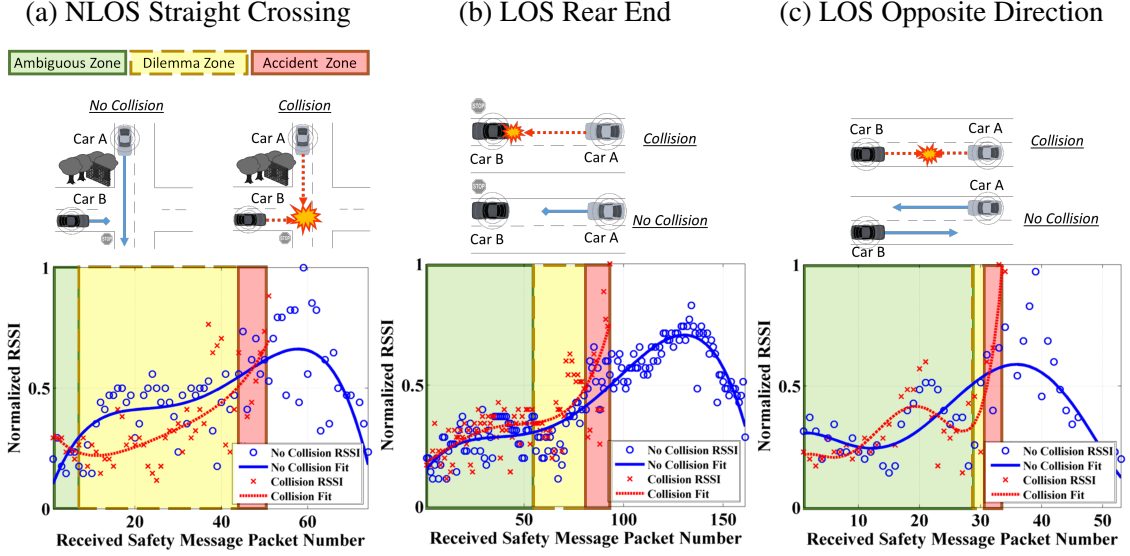 (a) NLOS Straight Crossing
(b) LOS Rear End
(c) LOS Opposite Direction
Ambiguous Zone
Dilemma Zone
Accident Zone
No Collision
Collision
Car A
Car A
Car B
Car B
STOP
STOP
STOP
Collision
Car B
Car A
STOP
No Collision
Car B
Car A
Collision
Car B
Car A
Car A
No Collision
Car B
Normalized RSSI
1
0.5
0
20
40
60
Received Safety Message Packet Number
No Collision RSSI
No Collision Fit
Collision RSSI
Collision Fit
Normalized RSSI
1
0.5
0
50
100
150
Received Safety Message Packet Number
No Collision RSSI
No Collision Fit
Collision RSSI
Collision Fit
Normalized RSSI
1
0.5
0
10
20
30
40
50
Received Safety Message Packet Number
No Collision RSSI
No Collision Fit
Collision RSSI
Collision Fit